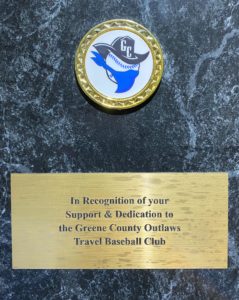 GC
In Recognition of your
Support & Dedication to
the Greene County Outlaws
Travel Baseball Club